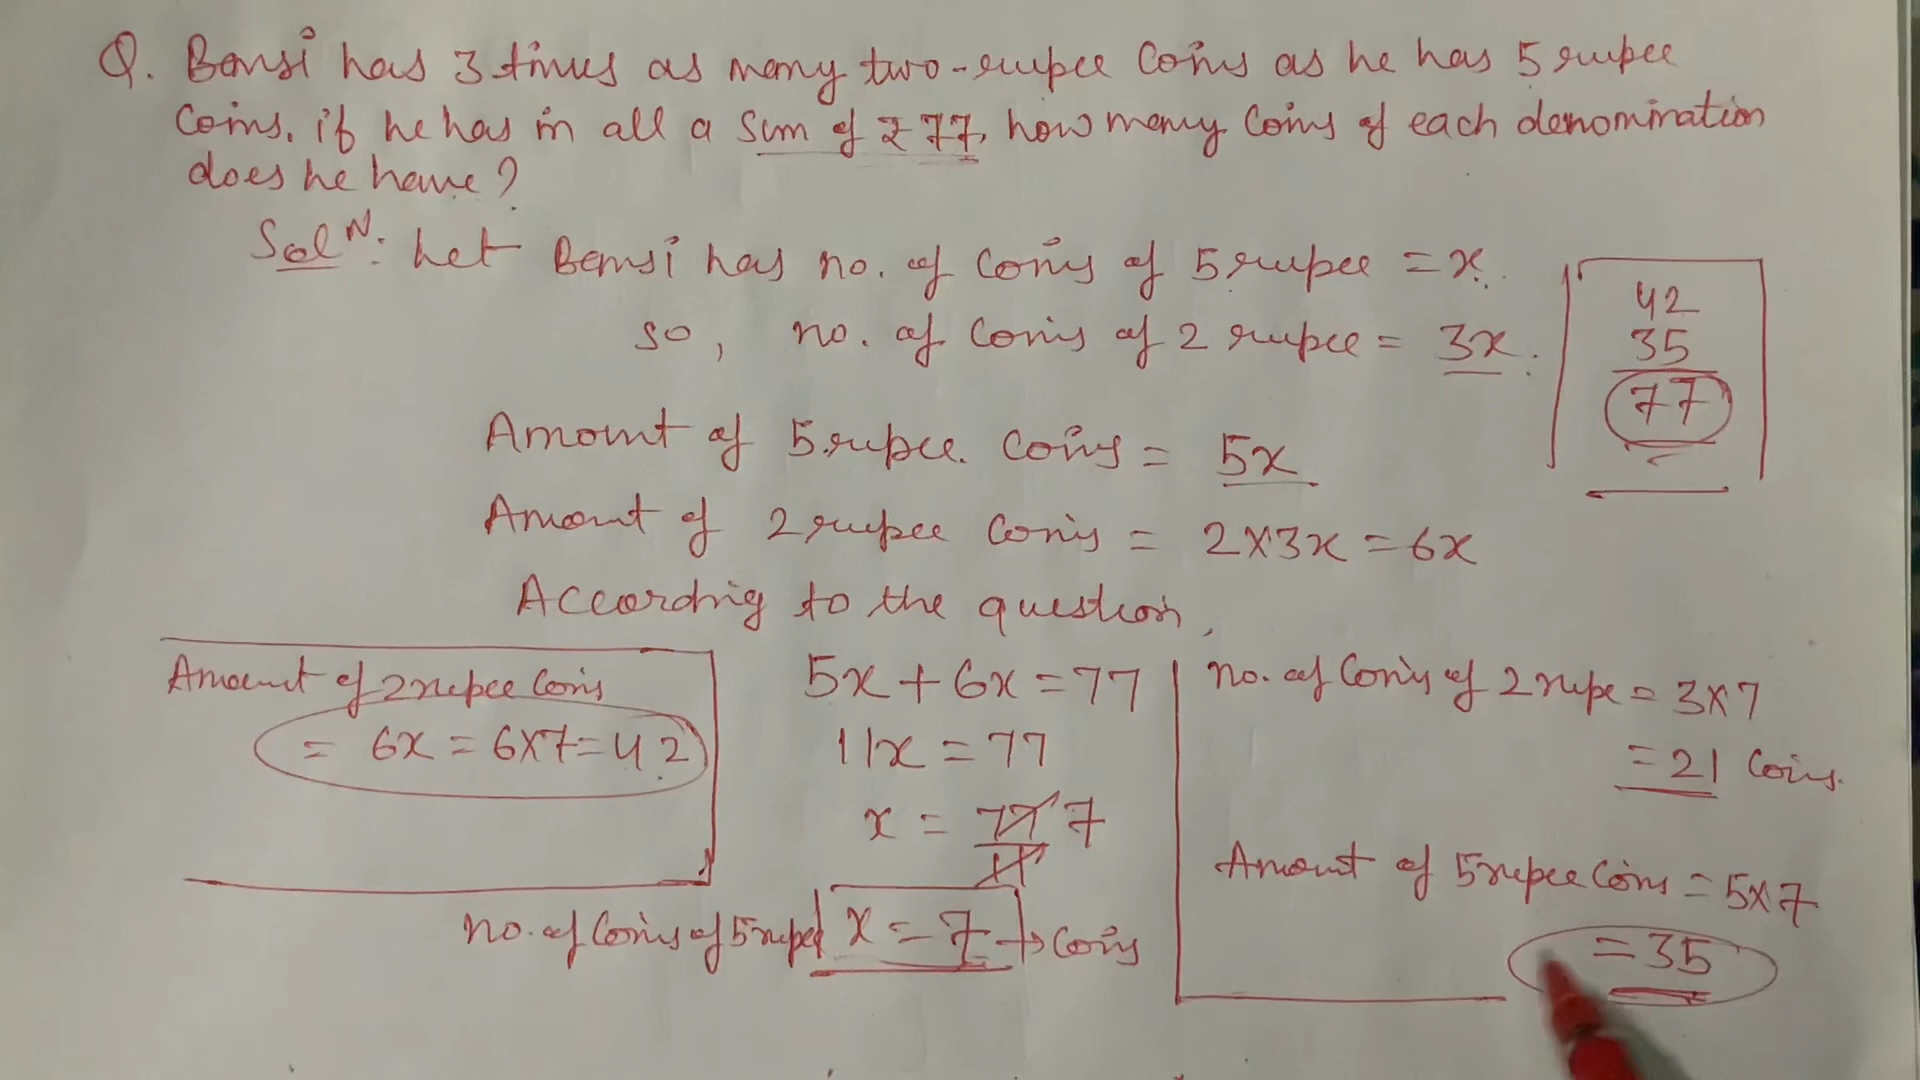 Q. Bansi has 3 times as many two-rupee coins as he has 5 rupee
coins. if he has in all a sum of ₹ 77, how many coins of each denomination
does he have?
Solᴺ: Let Bansi has no. of coins of 5 rupee = x.
so, no. of coins of 2 rupee = 3x.
42
35
77
Amount of 5 rupee coins = 5x
Amount of 2 rupee coins = 2×3x = 6x
According to the question,
Amount of 2 rupee coins
= 6x = 6×7 = 42
5x + 6x = 77
11x = 77
x = 77/11 7
no. of coins of 5 rupee x = 7 → coins
no. of coins of 2 rupe = 3×7
= 21 coins.
Amount of 5 rupee coins = 5×7
= 35